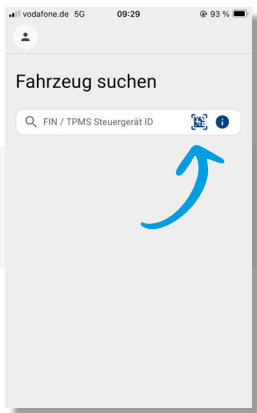 vodafone.de 5G 09:29 93 %
Fahrzeug suchen
FIN / TPMS Steuergerät ID